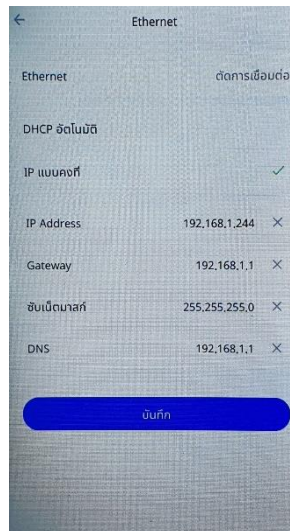 Ethernet
Ethernet ตัดการเชื่อมต่อ
DHCP อัตโนมัติ
IP แบบคงที่
IP Address 192.168.1.244
Gateway 192.168.1.1
ซับเน็ตมาสก์ 255.255.255.0
DNS 192.168.1.1
บันทึก